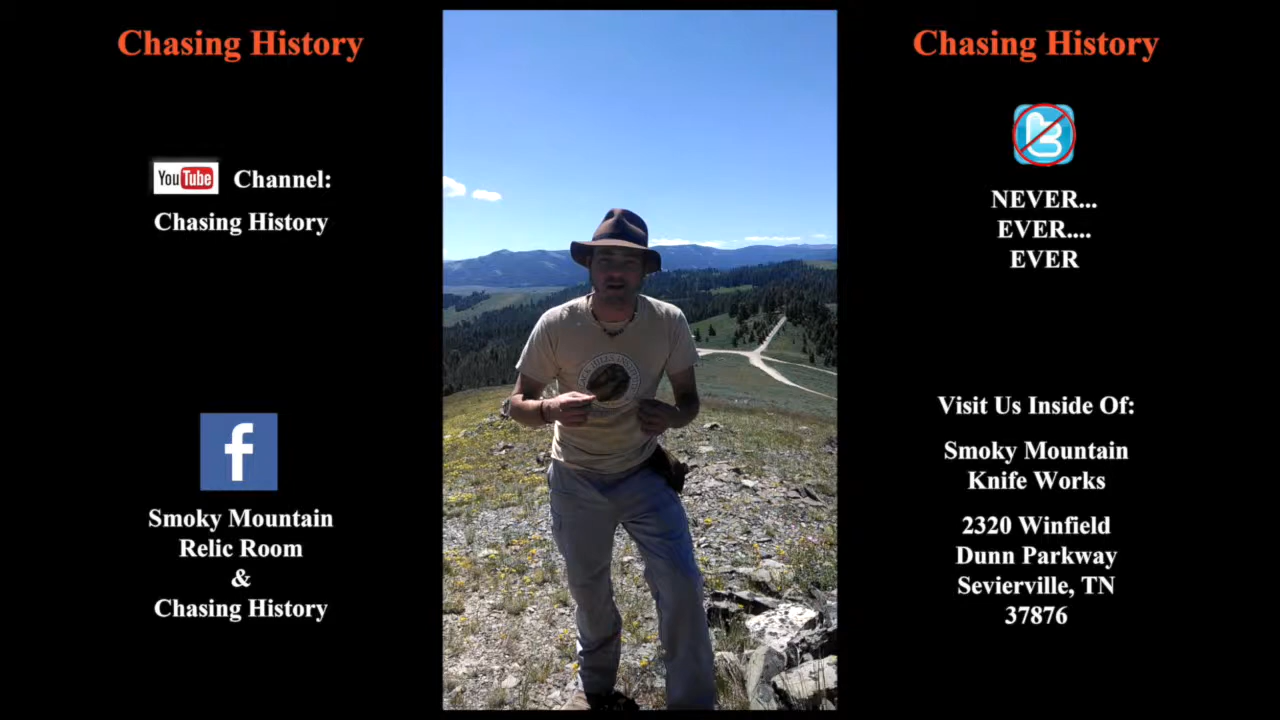 Chasing History
YouTube Channel:
Chasing History
f
Smoky Mountain
Relic Room
&
Chasing History
Chasing History
NEVER...
EVER....
EVER
Visit Us Inside Of:
Smoky Mountain
Knife Works
2320 Winfield
Dunn Parkway
Sevierville, TN
37876